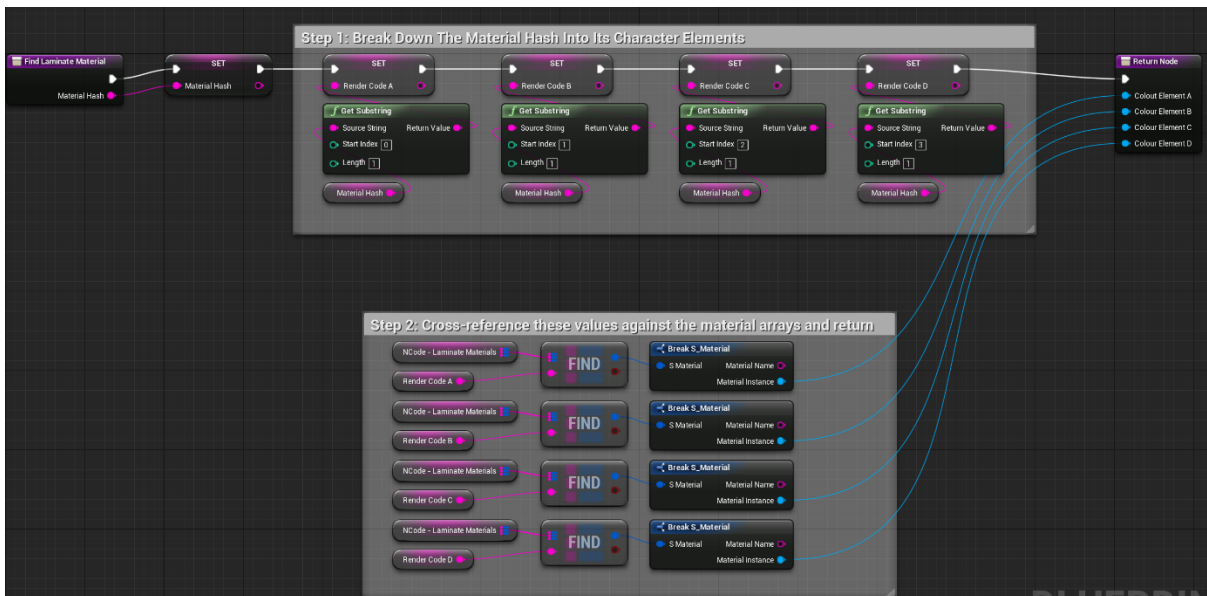 Step 1: Break Down The Material Hash Into Its Character Elements
Find Laminate Material
Material Hash
SET
Material Hash
SET
Render Code A
SET
Render Code B
SET
Render Code C
SET
Render Code D
Return Node
Colout Element A
Colour Element B
Colour Element C
Colour Element D
f Get Substring
Source String Return Value
Start Index 0
Length 1
Material Hash
f Get Substring
Source String Return Value
Start Index 1
Length 1
Material Hash
f Get Substring
Source String Return Value
Start Index 2
Length 1
Material Hash
f Get Substring
Source String Return Value
Start Index 3
Length 1
Material Hash
Step 2: Cross-reference these values against the material arrays and return
NCode - Laminate Materials
Render Code A
FIND
Break S_Material
S Material Material Name
Material Instance
NCode - Laminate Materials
Render Code B
FIND
Break S_Material
S Material Material Name
Material Instance
NCode - Laminate Materials
Render Code C
FIND
Break S_Material
S Material Material Name
Material Instance
NCode - Laminate Materials
Render Code D
FIND
Break S_Material
S Material Material Name
Material Instance